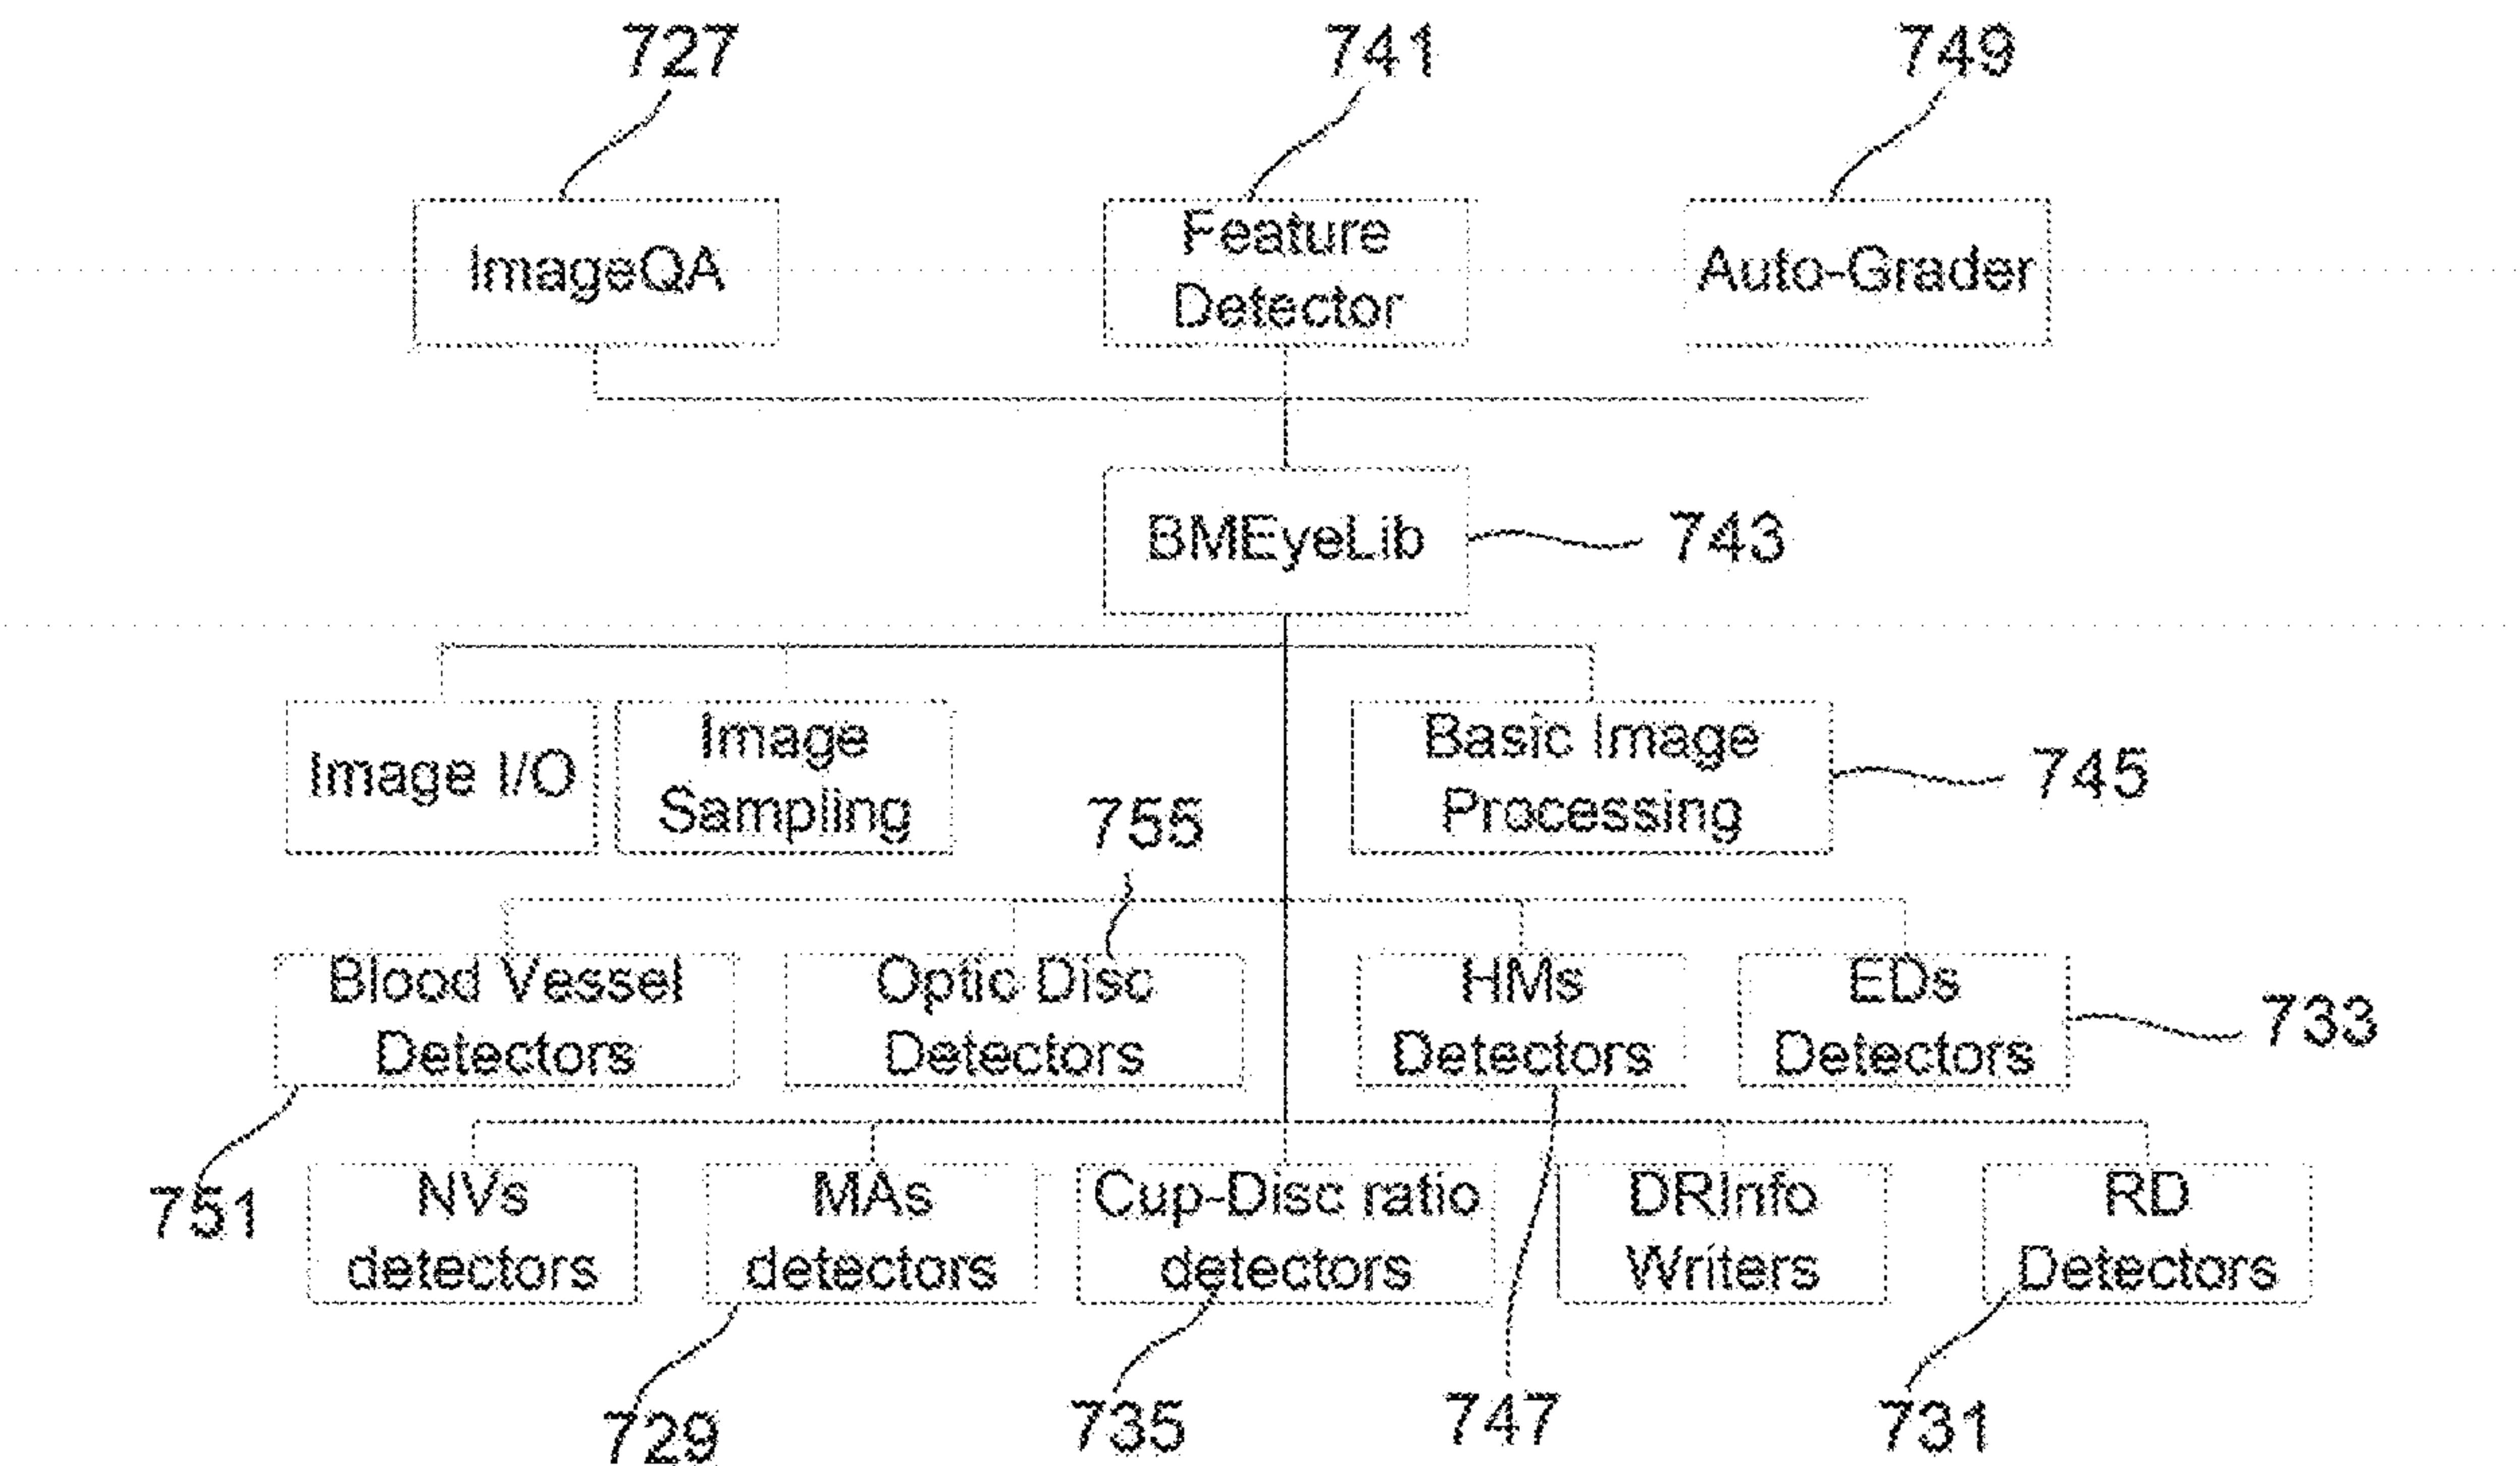 727
741
749
ImageQA
Feature
Detector
Auto-Grader
BMEyeLib
743
Image I/O
Image
Sampling
Basic Image
Processing
745
755
Blood Vessel
Detectors
Optic Disc
Detectors
HMs
Detectors
EDs
Detectors
733
751
NVs
detectors
MAs
detectors
Cup-Disc ratio
detectors
DRInfo
Writers
RD
Detectors
729
735
747
731